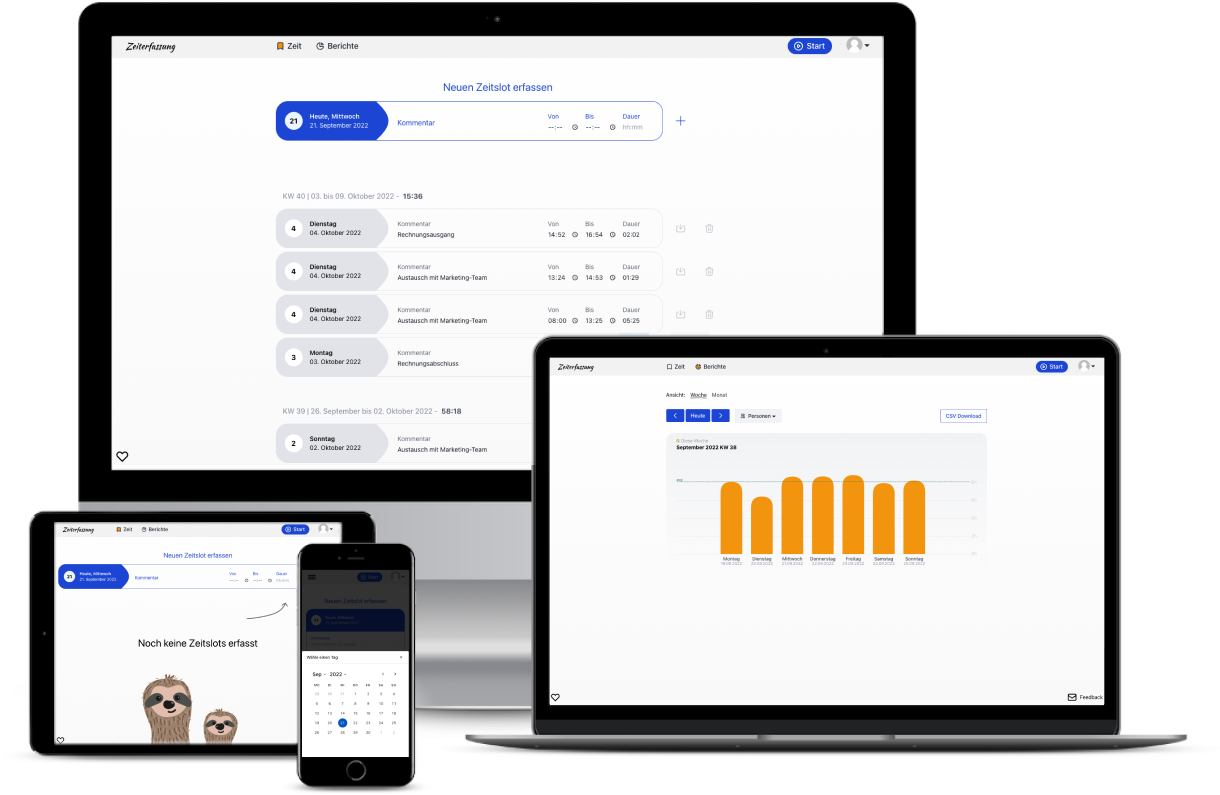 Zeiterfassung
Zeit
Berichte
Start
Neuen Zeitslot erfassen
21
Heute, Mittwoch
21. September 2022
Kommentar
Von
--:--
Bis
--:--
Dauer
hh:mm
KW 40 | 03. bis 09. Oktober 2022 - 15:36
4
Dienstag
04. Oktober 2022
Kommentar
Rechnungsausgang
Von
14:52
Bis
16:54
Dauer
02:02
4
Dienstag
04. Oktober 2022
Kommentar
Austausch mit Marketing-Team
Von
13:24
Bis
14:53
Dauer
01:29
4
Dienstag
04. Oktober 2022
Kommentar
Austausch mit Marketing-Team
Von
08:00
Bis
13:25
Dauer
05:25
3
Montag
03. Oktober 2022
Kommentar
Rechnungsabschluss
KW 39 | 26. September bis 02. Oktober 2022 - 58:18
2
Sonntag
02. Oktober 2022
Kommentar
Austausch mit Marketing-Team
Zeiterfassung
Zeit
Berichte
Start
Ansicht: Woche Monat
Heute
Personen
CSV Download
Diese Woche
September 2022 KW 38
Montag
19.09.2022
Dienstag
20.09.2022
Mittwoch
21.09.2022
Donnerstag
22.09.2022
Freitag
23.09.2022
Samstag
Sonntag
25.09.2022
Feedback
Zeiterfassung
Zeit
Berichte
Start
Neuen Zeitslot erfassen
21
Heute, Mittwoch
21. September 2022
Kommentar
Von
--:--
Bis
--:--
Dauer
Noch keine Zeitslots erfasst
Start
Neuen Zeitslot erfassen
Heute, Mittwoch
Wähle einen Tag
Sep - 2022 -
MO DI MI DO FR SA SO
29 30 31 1 2 3 4
5 6 7 8 9 10 11
12 13 14 15 16 17 18
19 20 21 22 23 24 25
26 27 28 29 30 1 2